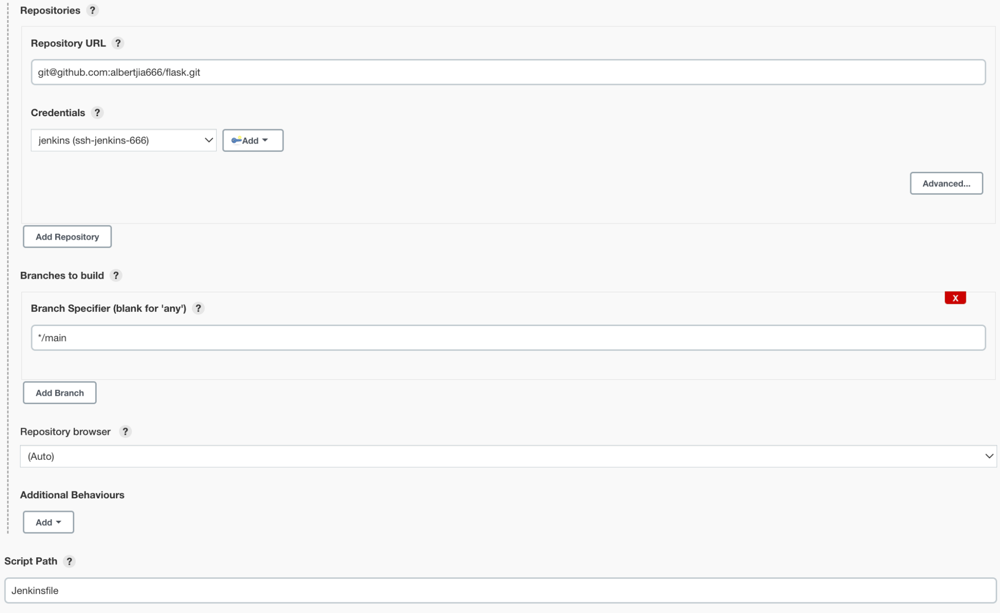 Repositories ?
Repository URL ?
git@github.com:albertjia666/flask.git
Credentials ?
jenkins (ssh-jenkins-666)
Add
Advanced...
Add Repository
Branches to build ?
X
Branch Specifier (blank for 'any') ?
*/main
Add Branch
Repository browser ?
(Auto)
Additional Behaviours
Add
Script Path ?
Jenkinsfile